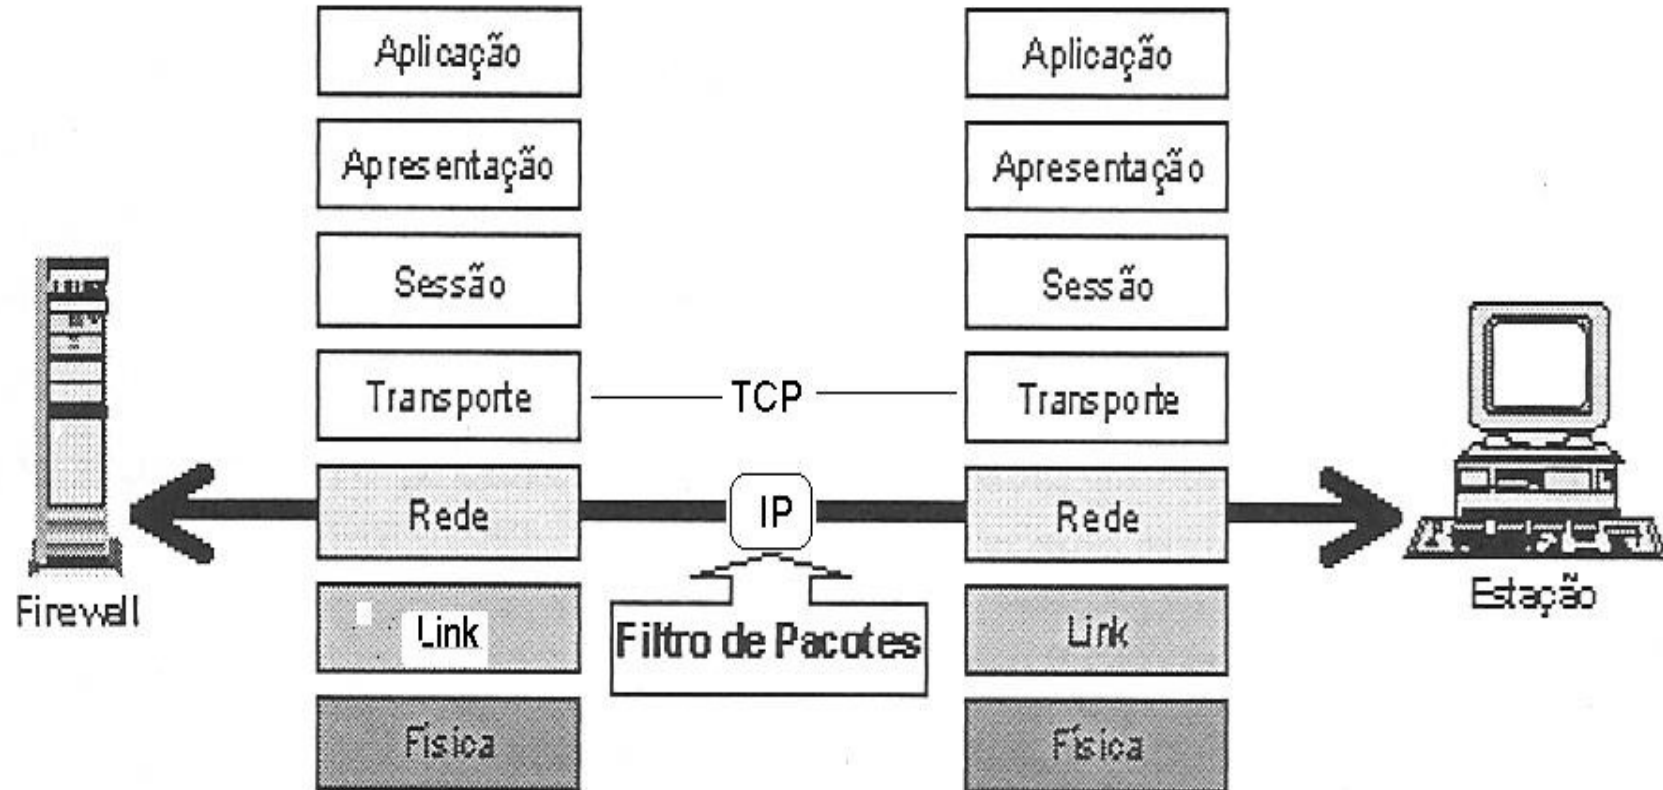 Aplicação
Aplicação
Apresentação
Apresentação
Sessão
Sessão
Transporte
TCP
Transporte
Rede
IP
Rede
Firewall
Link
Filtro de Pacotes
Link
Estação
Física
Física